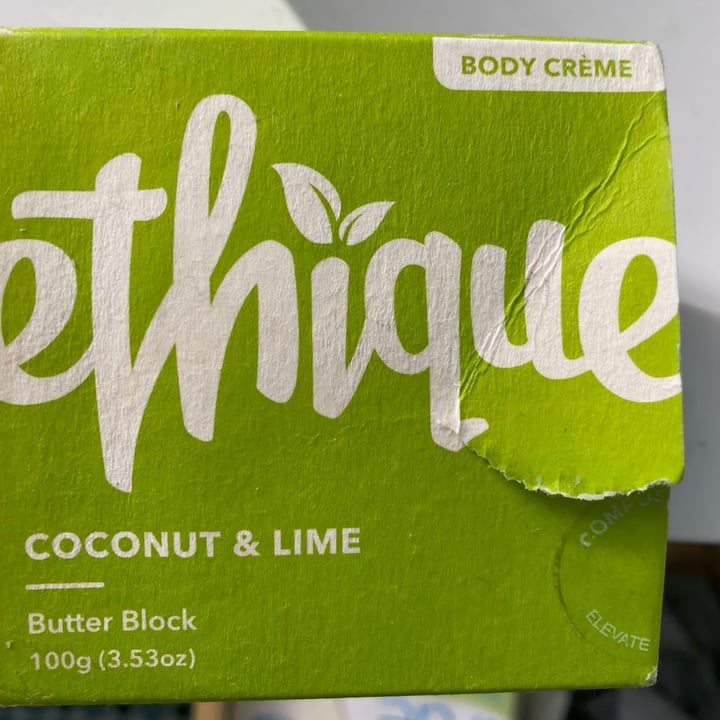 BODY CRÈME
ethique
COCONUT & LIME
Butter Block
100g (3.53oz)
ELEVATE